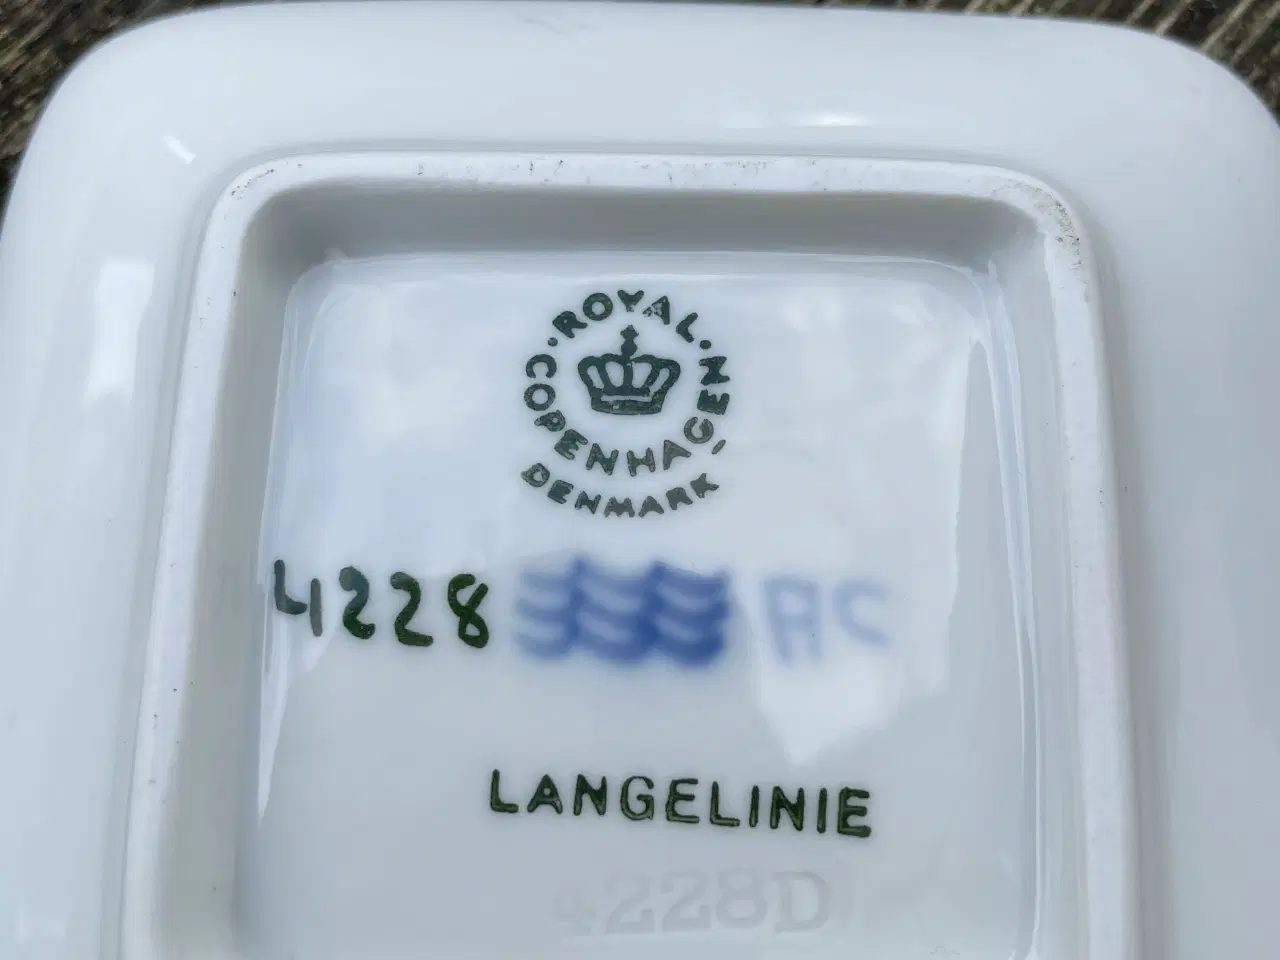 ROYAL
COPENHAGEN
DENMARK
4228 AC
LANGELINIE
4228D